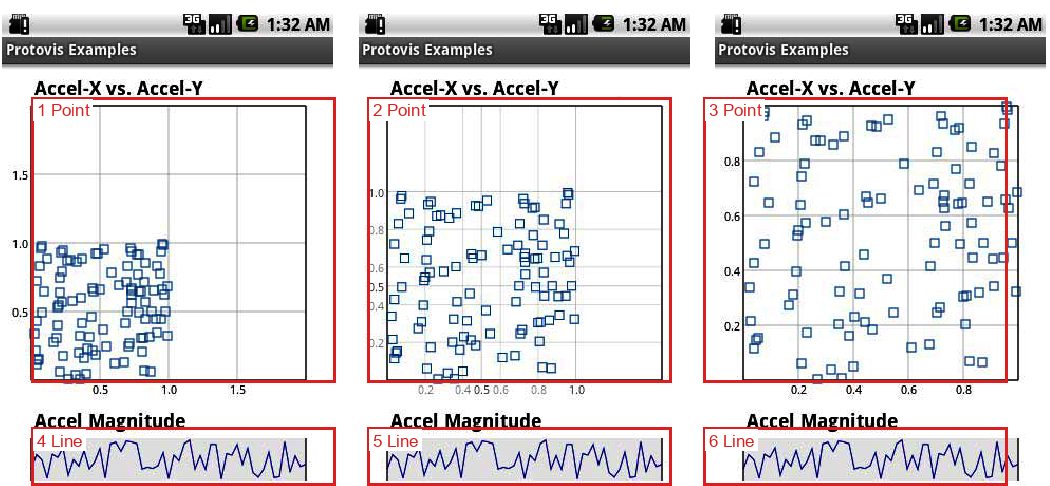 3G 1:32 AM
Protovis Examples
Accel-X vs. Accel-Y
1 Point
1.5
1.0
0.5
0.5 1.0 1.5
Accel Magnitude
4 Line
3G 1:32 AM
Protovis Examples
Accel-X vs. Accel-Y
2 Point
1.0
0.8
0.6
0.5
0.4
0.2
0.2 0.4 0.5 0.6 0.8 1.0
Accel Magnitude
5 Line
3G 1:32 AM
Protovis Examples
Accel-X vs. Accel-Y
3 Point
0.8
0.6
0.4
0.2
0.2 0.4 0.6 0.8
Accel Magnitude
6 Line